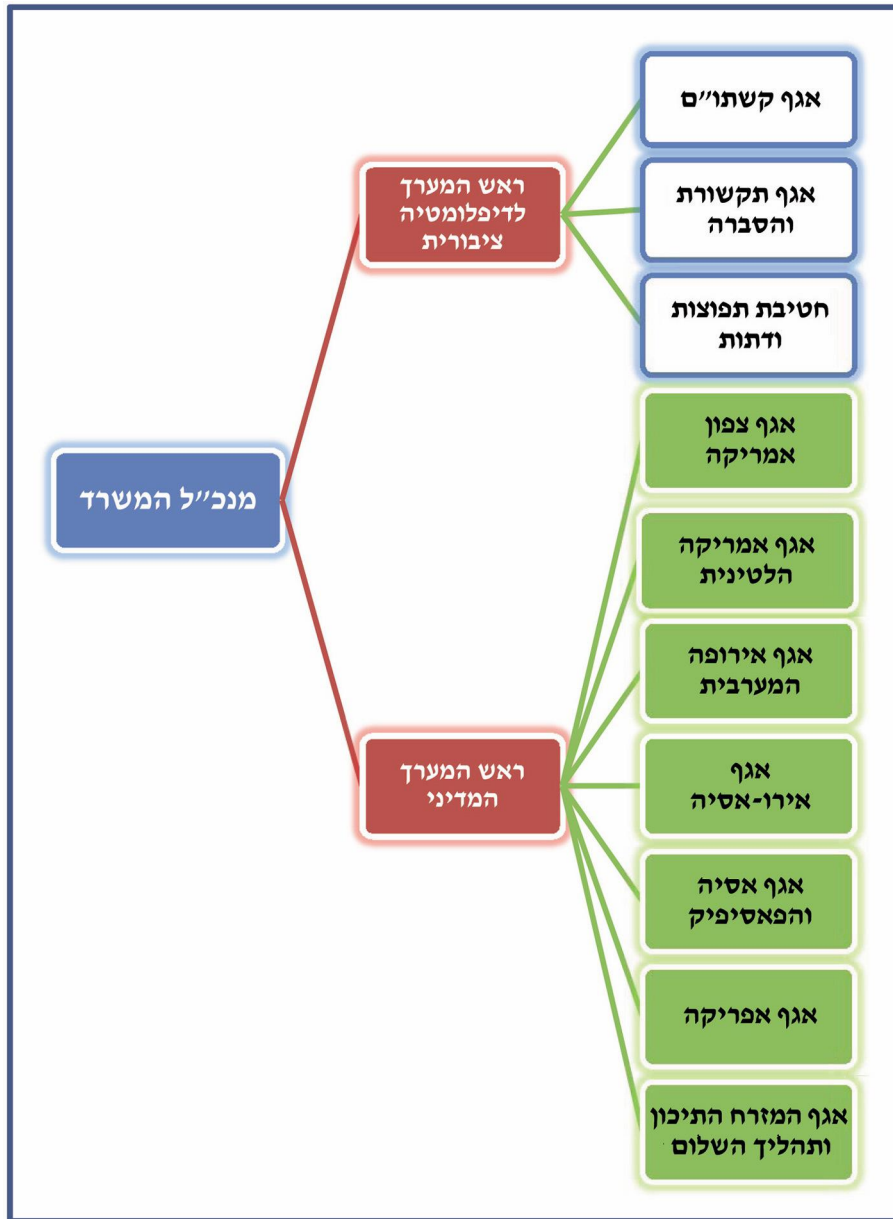 מנכ"ל המשרד
ראש המערך
לדיפלומטיה
ציבורית
אגף קשתו"ם
אגף תקשורת
והסברה
חטיבת תפוצות
ודתות
ראש המערך
המדיני
אגף צפון
אמריקה
אגף אמריקה
הלטינית
אגף אירופה
המערבית
אגף
אירו-אסיה
אגף אסיה
והפאסיפיק
אגף אפריקה
אגף המזרח התיכון
ותהליך השלום